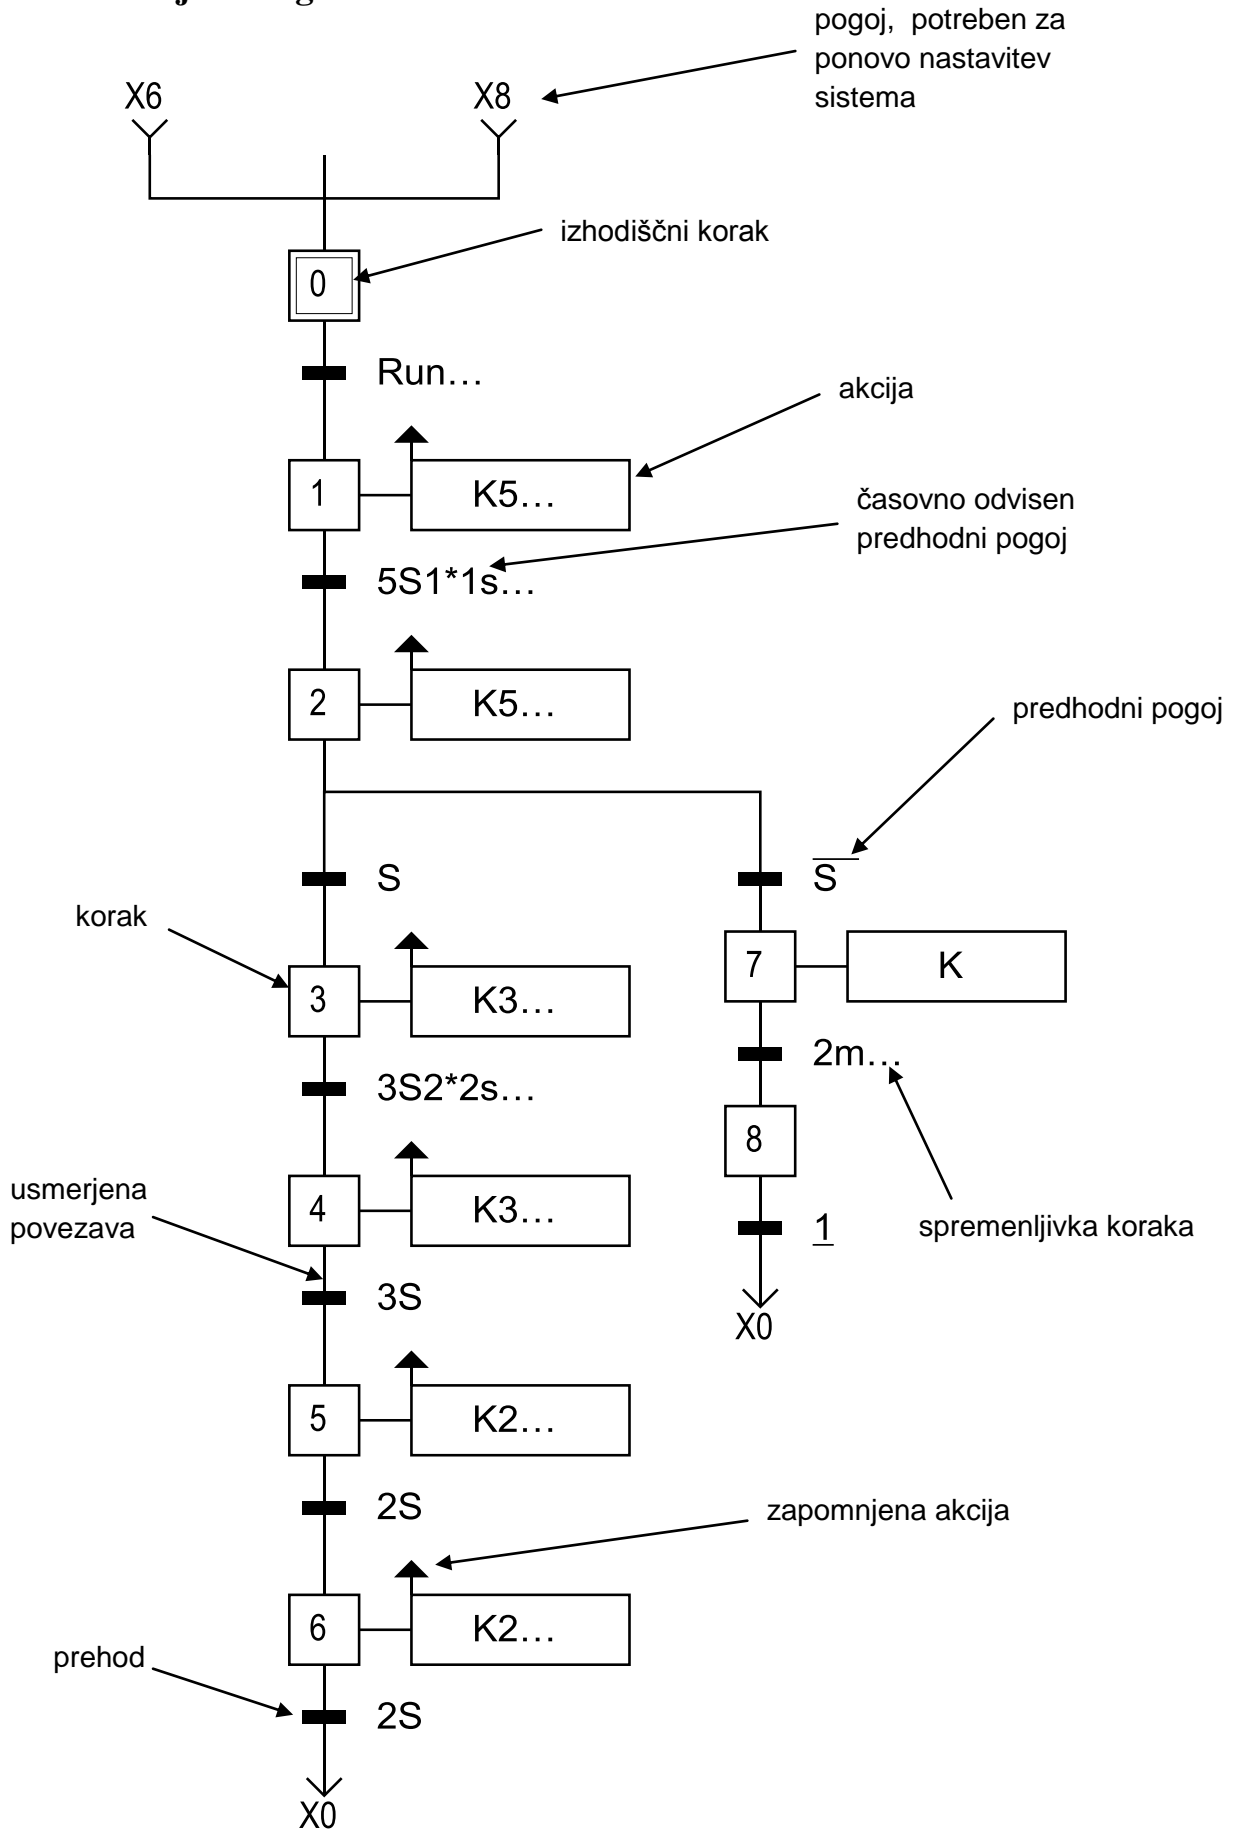 pogoj, potreben za
ponovo nastavitev
sistema
X6
X8
izhodiščni korak
0
Run…
akcija
1
K5…
časovno odvisen
predhodni pogoj
5S1*1s…
2
K5…
predhodni pogoj
S
S
korak
7
K
3
K3…
2m…
3S2*2s…
8
usmerjena
povezava
4
K3…
1
spremenljivka koraka
3S
X0
5
K2…
2S
zapomnjena akcija
6
K2…
prehod
2S
X0